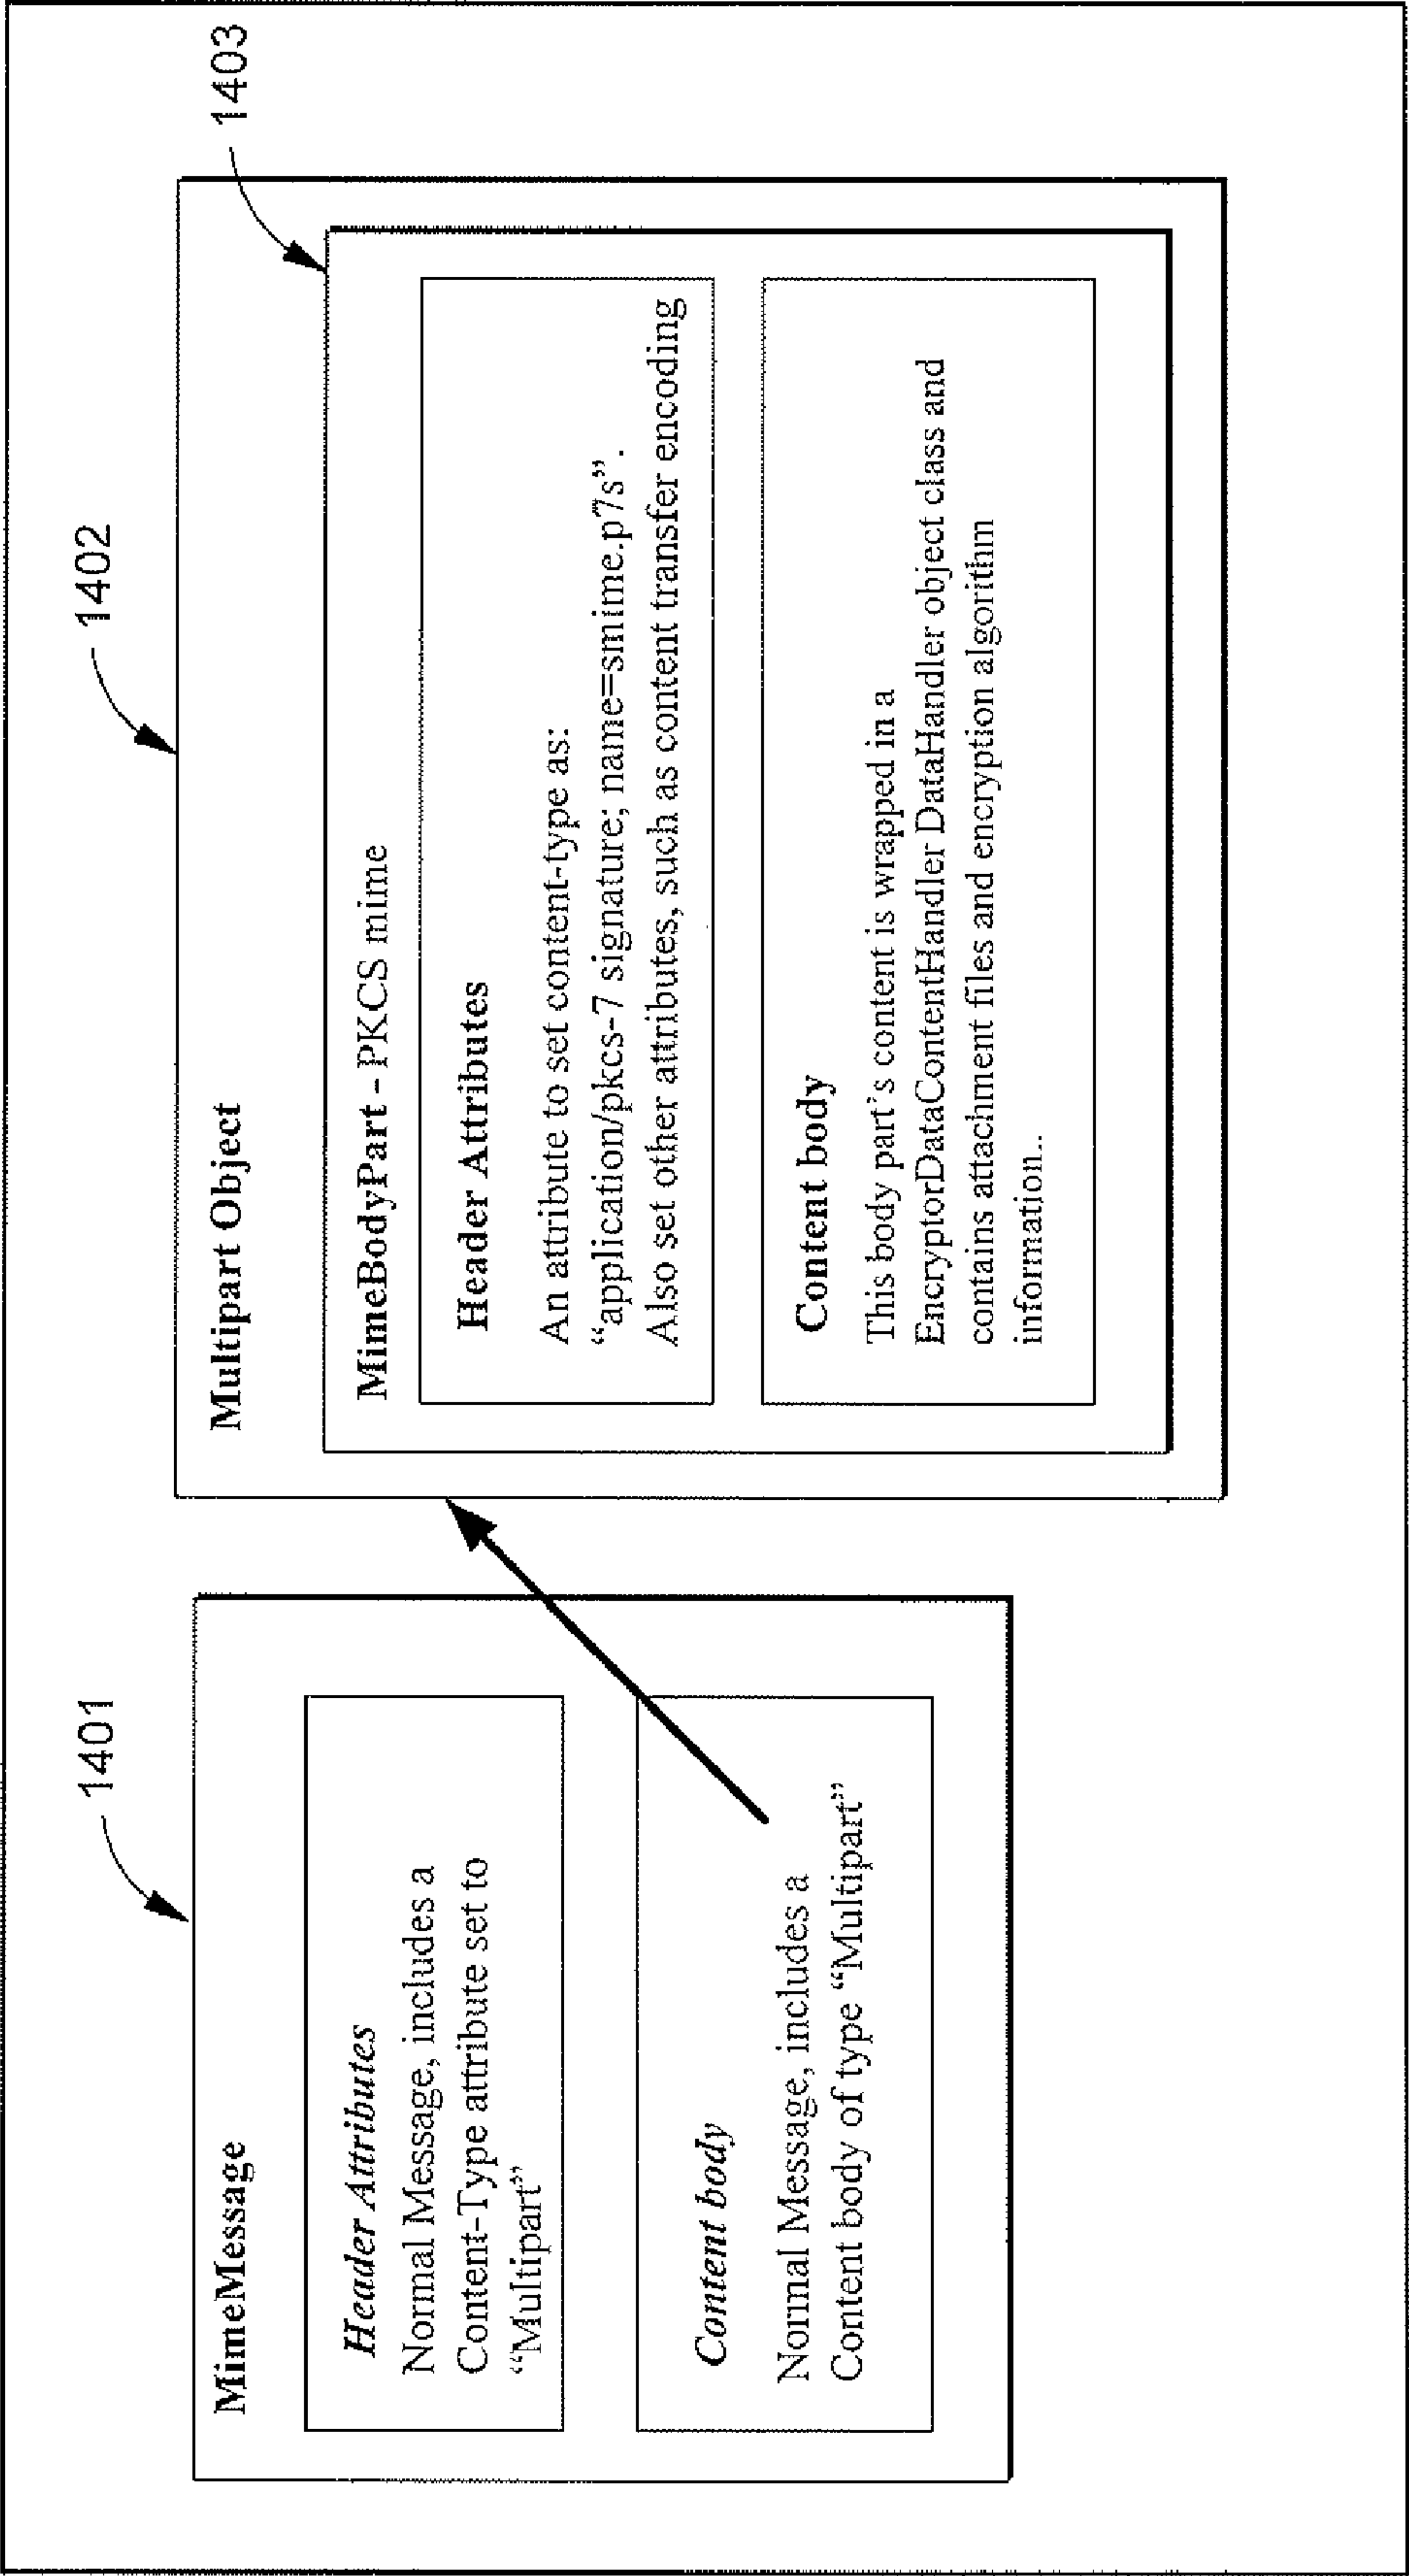 1401
MimeMessage
Header Attributes
Normal Message, includes a
Content-Type attribute set to
“Multipart”
Content body
Normal Message, includes a
Content body of type “Multipart”
1402
1403
Multipart Object
MimeBodyPart - PKCS mime
Header Attributes
An attribute to set content-type as:
“application/pkcs-7 signature; name=smime.p7s”.
Also set other attributes, such as content transfer encoding
Content body
This body part’s content is wrapped in a
EncryptorDataContentHandler DataHandler object class and
contains attachment files and encryption algorithm
information..